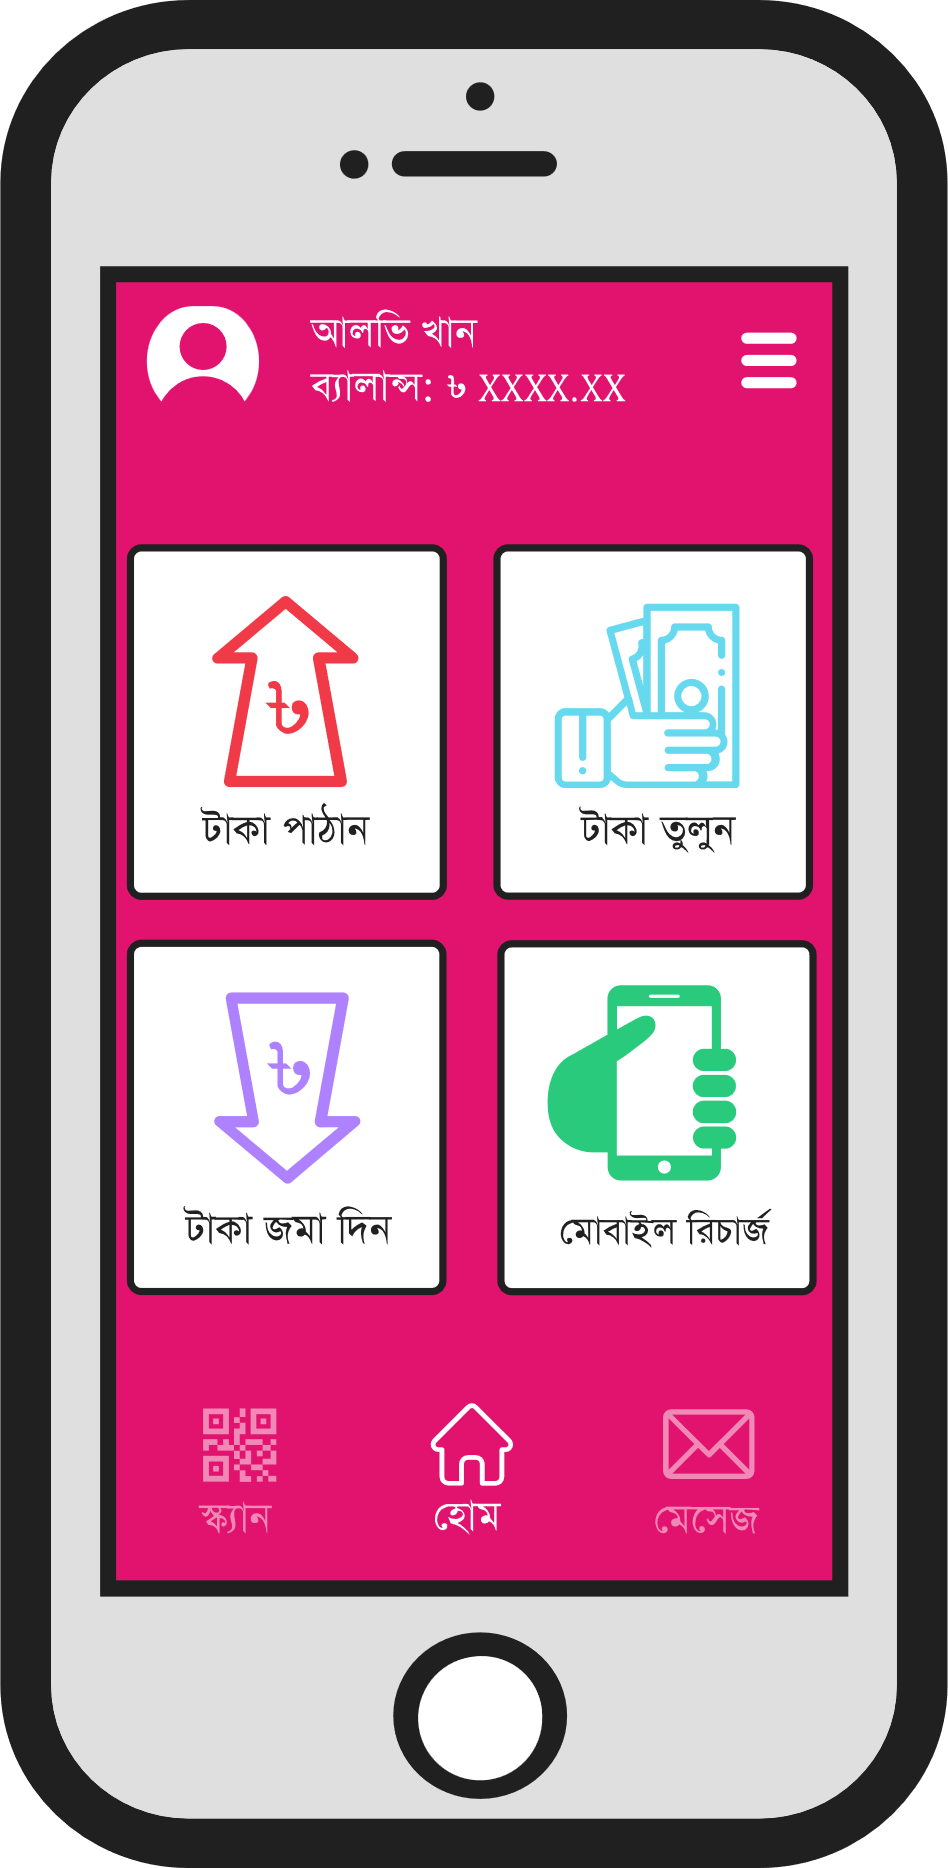 আলভি খান
ব্যালান্স: ৳ XXXX.XX
৳
টাকা পাঠান
টাকা তুলুন
৳
টাকা জমা দিন
মোবাইল রিচার্জ
স্ক্যান
হোম
মেসেজ